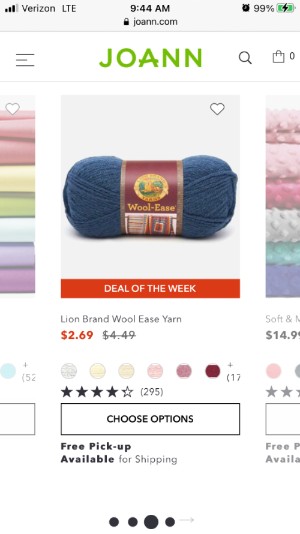 Verizon LTE 9:44 AM 99%
joann.com
JOANN 0
LION BRAND
Wool-Ease
DEAL OF THE WEEK
Lion Brand Wool Ease Yarn
$2.69 $4.49
+
(17
(295)
CHOOSE OPTIONS
Free Pick-up
Available for Shipping
+
(52
Soft & M
$14.99
Free P
Availa